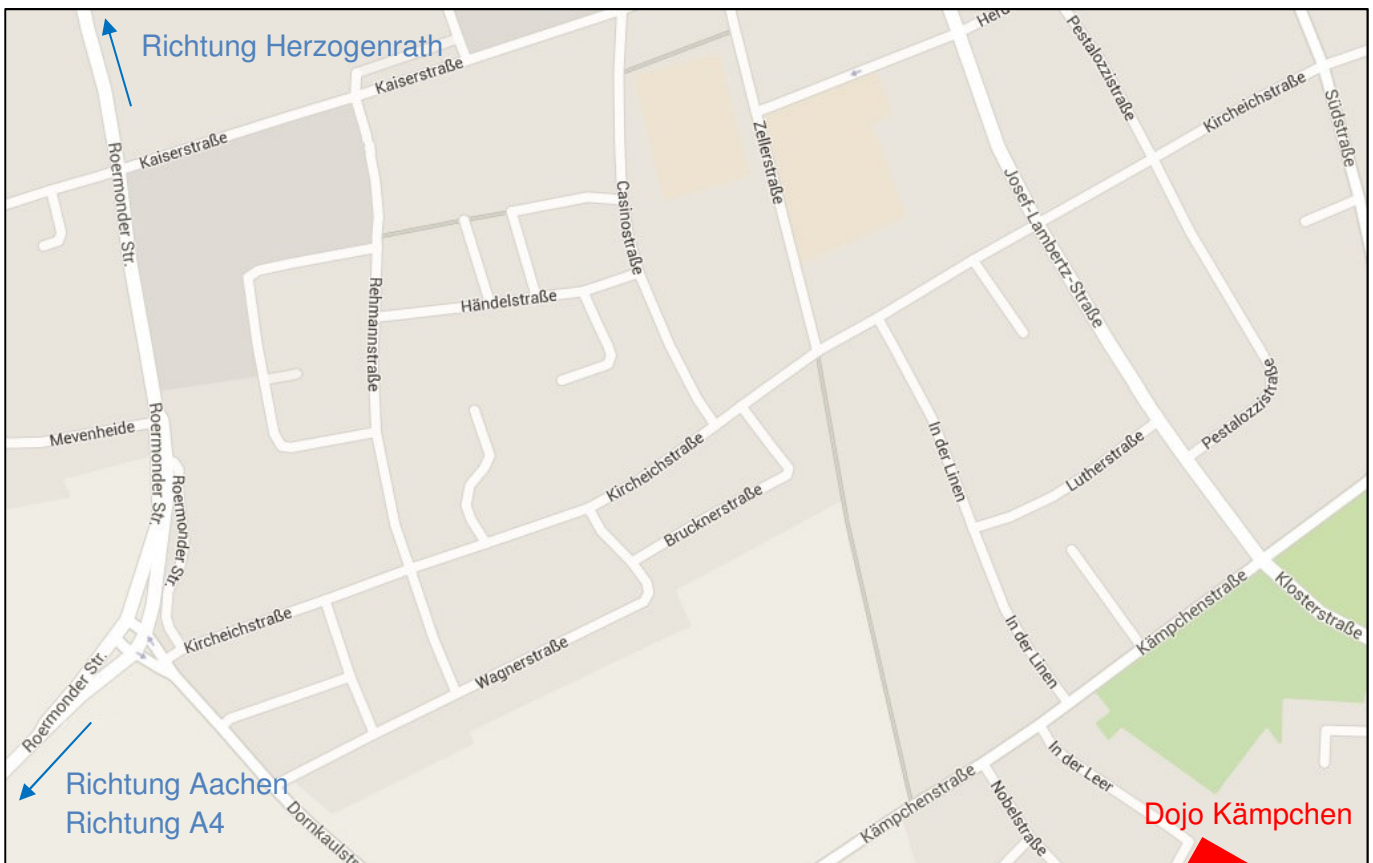 Richtung Herzogenrath
Herd
Pestalozzistraße
Kaiserstraße
Kircheichstraße
Südstraße
Kaiserstraße
Zellerstraße
Roermonder Str.
Josef-Lambertz-Straße
Casinostraße
Rehmannstraße
Händelstraße
Pestalozzistraße
Mevenheide
Roermonder Str.
In der Linen
Lutherstraße
Kircheichstraße
Roermonder Str.
Brucknerstraße
Klosterstraße
Kämpchenstraße
Kircheichstraße
In der Linen
Wagnerstraße
Roermonder Str.
In der Leer
Richtung Aachen
Richtung A4
Kämpchenstraße
Nobelstraße
Dojo Kämpchen
Dornkaulstr